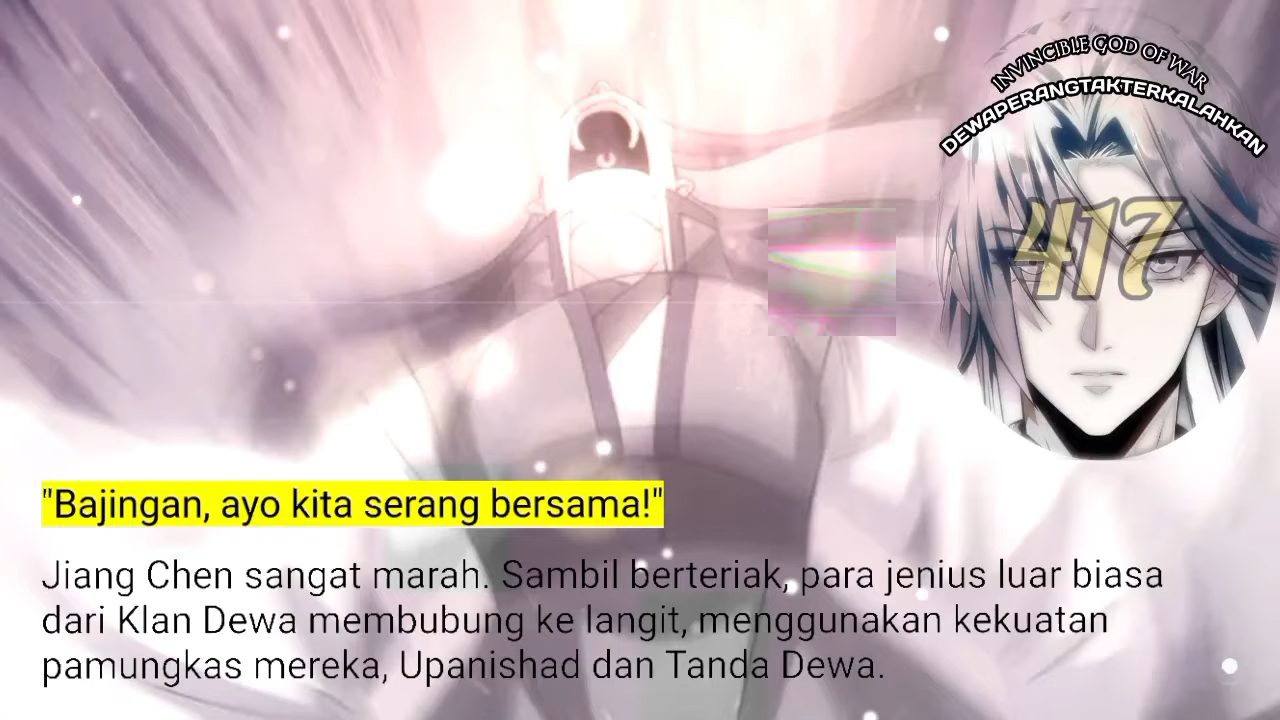 INVINCIBLE GOD OF WAR
DEWAPERANGTAKTERKALAHKAN
417
"Bajingan, ayo kita serang bersama!"
Jiang Chen sangat marah. Sambil berteriak, para jenius luar biasa
dari Klan Dewa membubung ke langit, menggunakan kekuatan
pamungkas mereka, Upanishad dan Tanda Dewa.